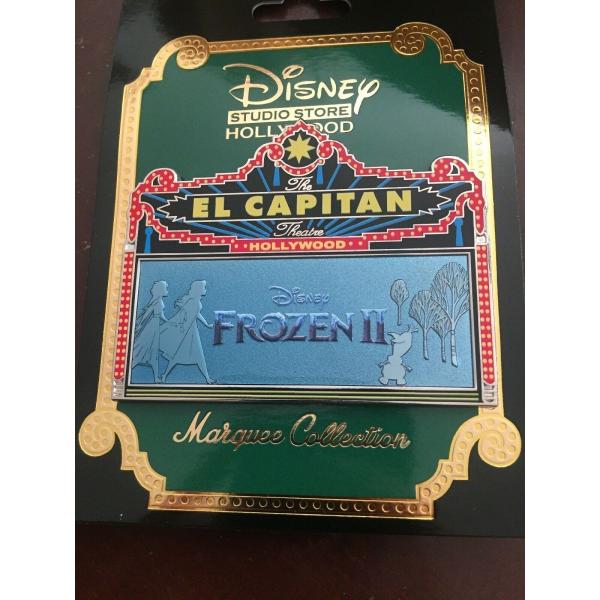 Disney
STUDIO STORE
HOLLYWOOD
The
EL CAPITAN
Theatre
HOLLYWOOD
Disney
FROZEN II
Marquee Collection